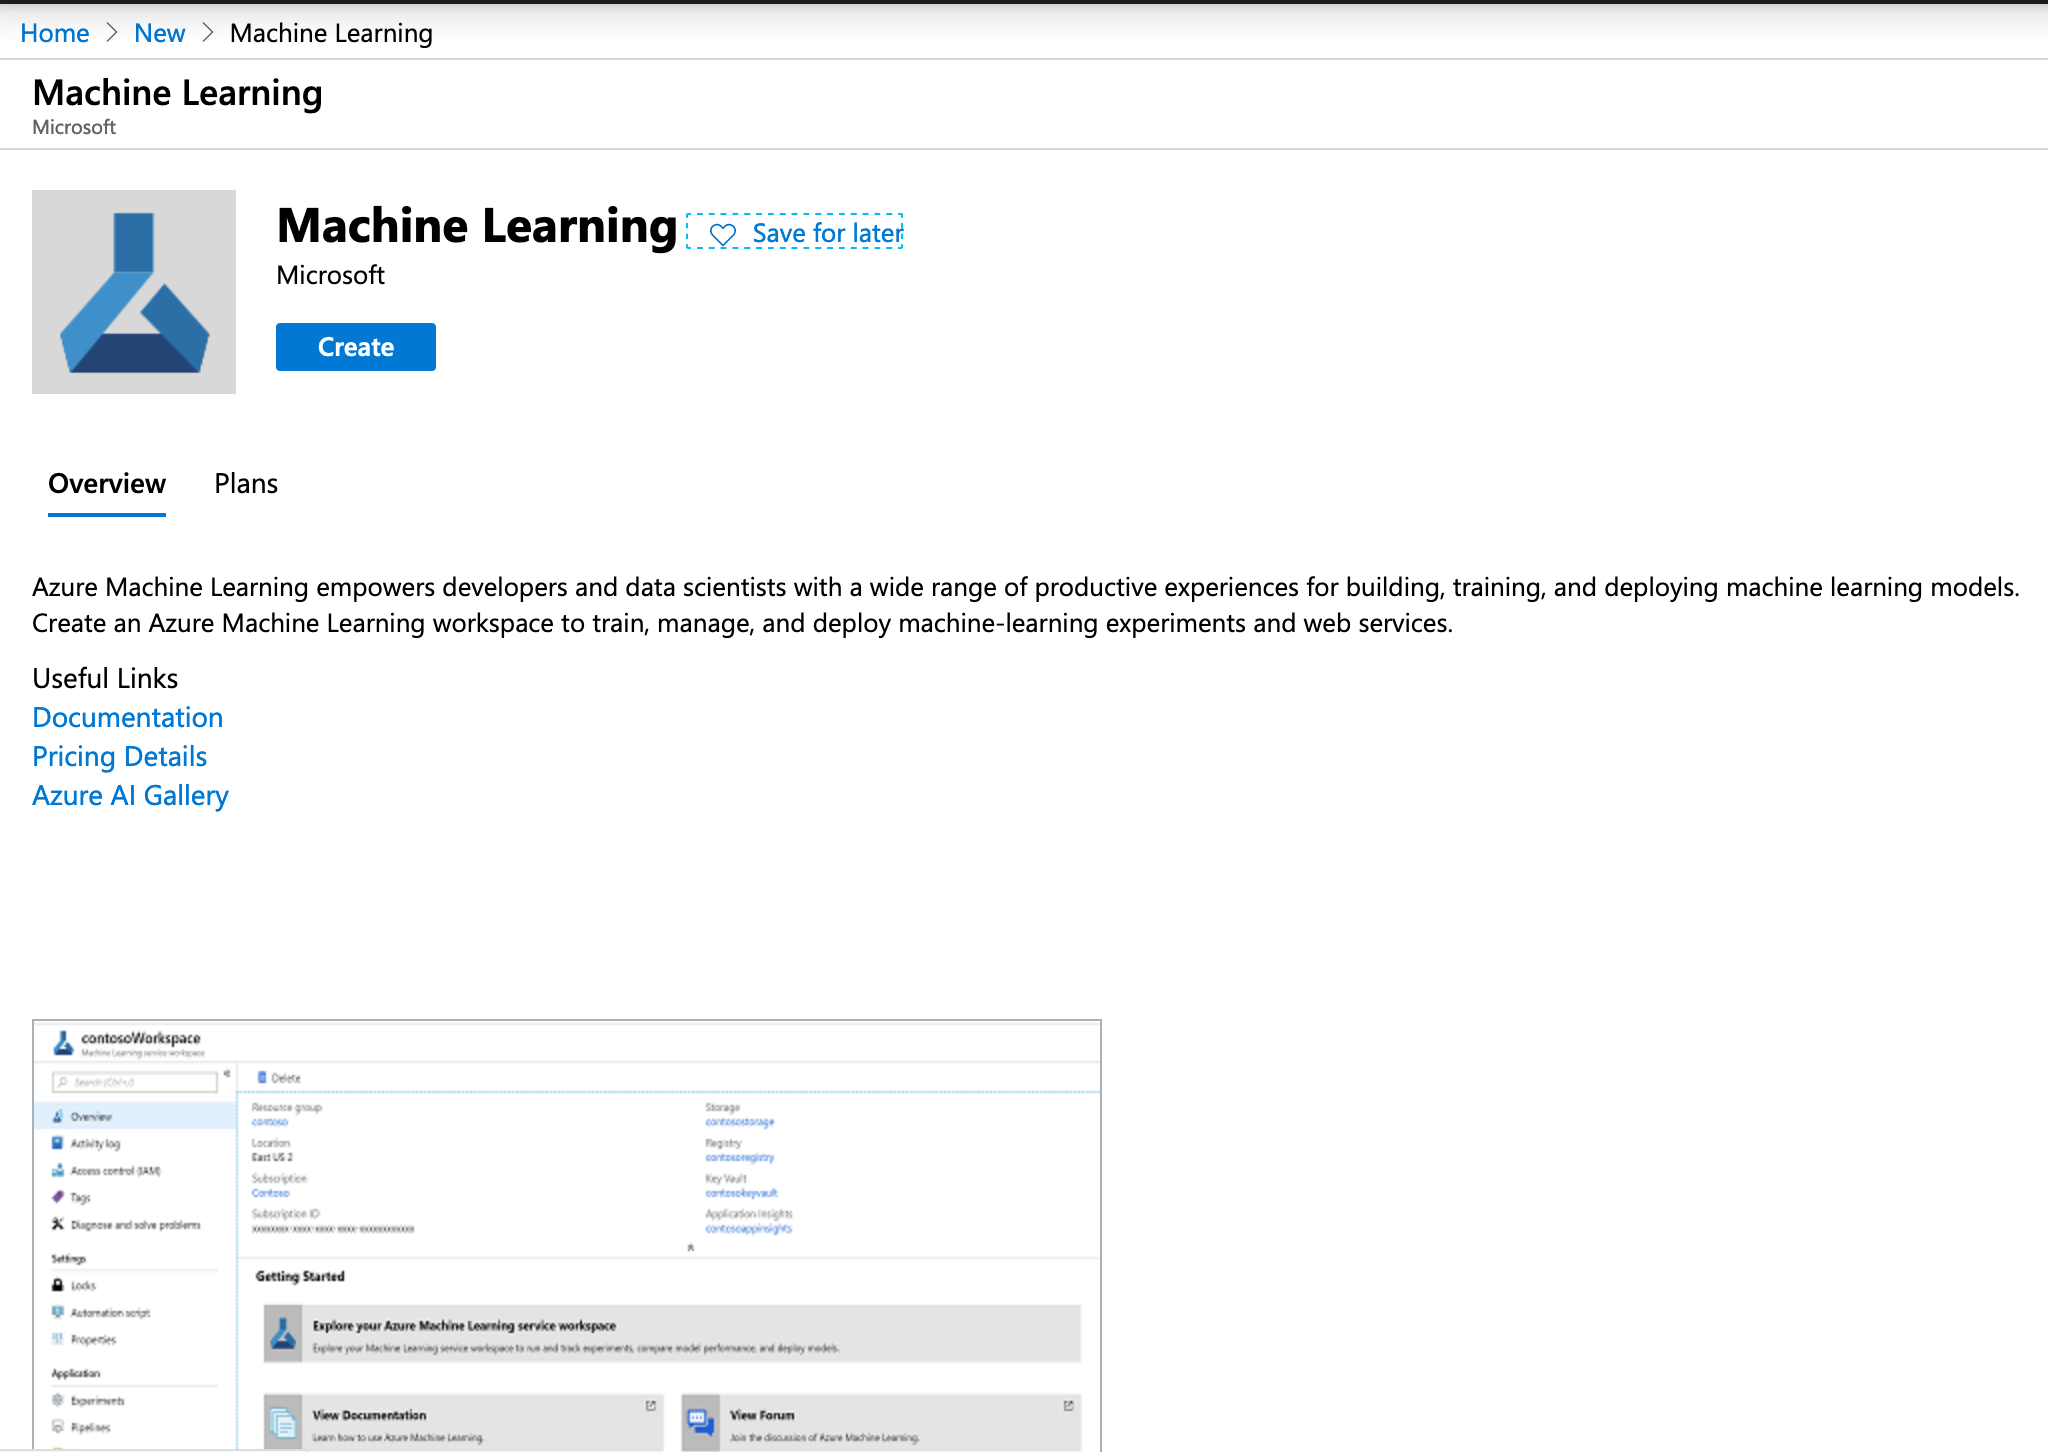 Home > New > Machine Learning
Machine Learning
Microsoft
Machine Learning
Save for later
Microsoft
Create
Overview Plans
Azure Machine Learning empowers developers and data scientists with a wide range of productive experiences for building, training, and deploying machine learning models.
Create an Azure Machine Learning workspace to train, manage, and deploy machine-learning experiments and web services.
Useful Links
Documentation
Pricing Details
Azure AI Gallery
contosoWorkspace
Machine Learning service workspace
Search (Ctrl+/)
Overview
Activity log
Access control (IAM)
Tags
Diagnose and solve problems
Settings
Locks
Automation script
Properties
Application
Experiments
Pipelines
Delete
Resource group
contoso
Location
East US 2
Subscription
Contoso
Subscription ID
Storage
contosostorage
Registry
contosoregistry
Key Vault
contosokeyvault
Application Insights
contosoappinsights
Getting Started
Explore your Azure Machine Learning service workspace
Explore your Machine Learning service workspace to run and track experiments, compare model performance, and deploy models.
View Documentation
Learn how to use Azure Machine Learning.
View Forum
Join the discussion of Azure Machine Learning.